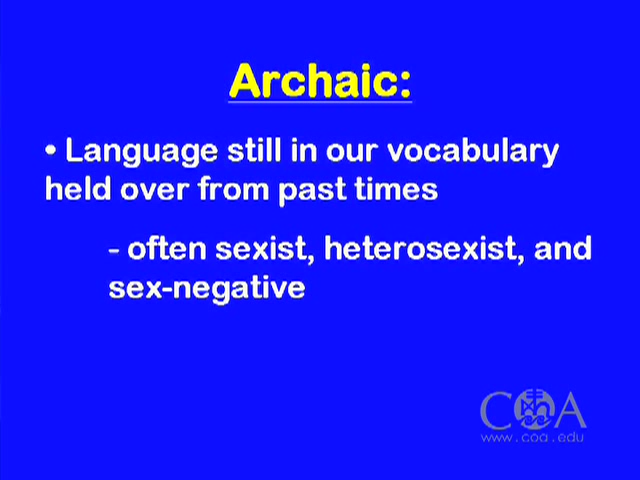 Archaic:
• Language still in our vocabulary
held over from past times
- often sexist, heterosexist, and
sex-negative
COA
www.coa.edu